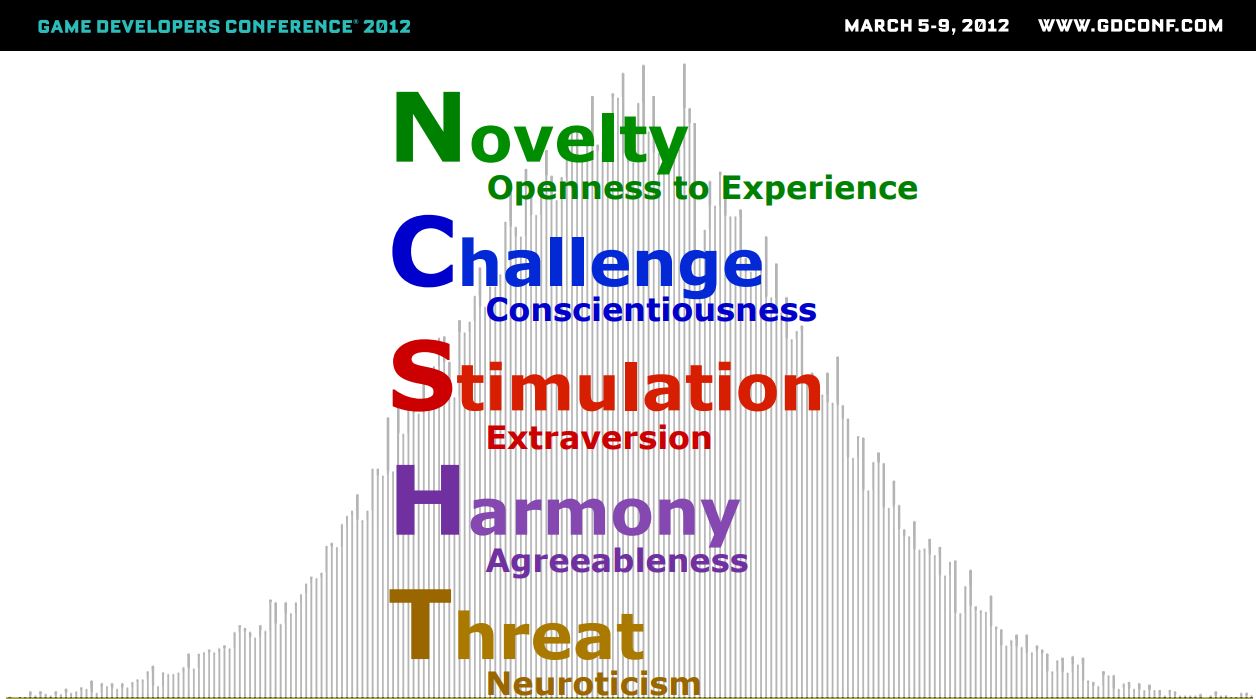 GAME DEVELOPERS CONFERENCE® 2012 MARCH 5-9, 2012 WWW.GDCONF.COM
Novelty
Openness to Experience
Challenge
Conscientiousness
Stimulation
Extraversion
Harmony
Agreeableness
Threat
Neuroticism